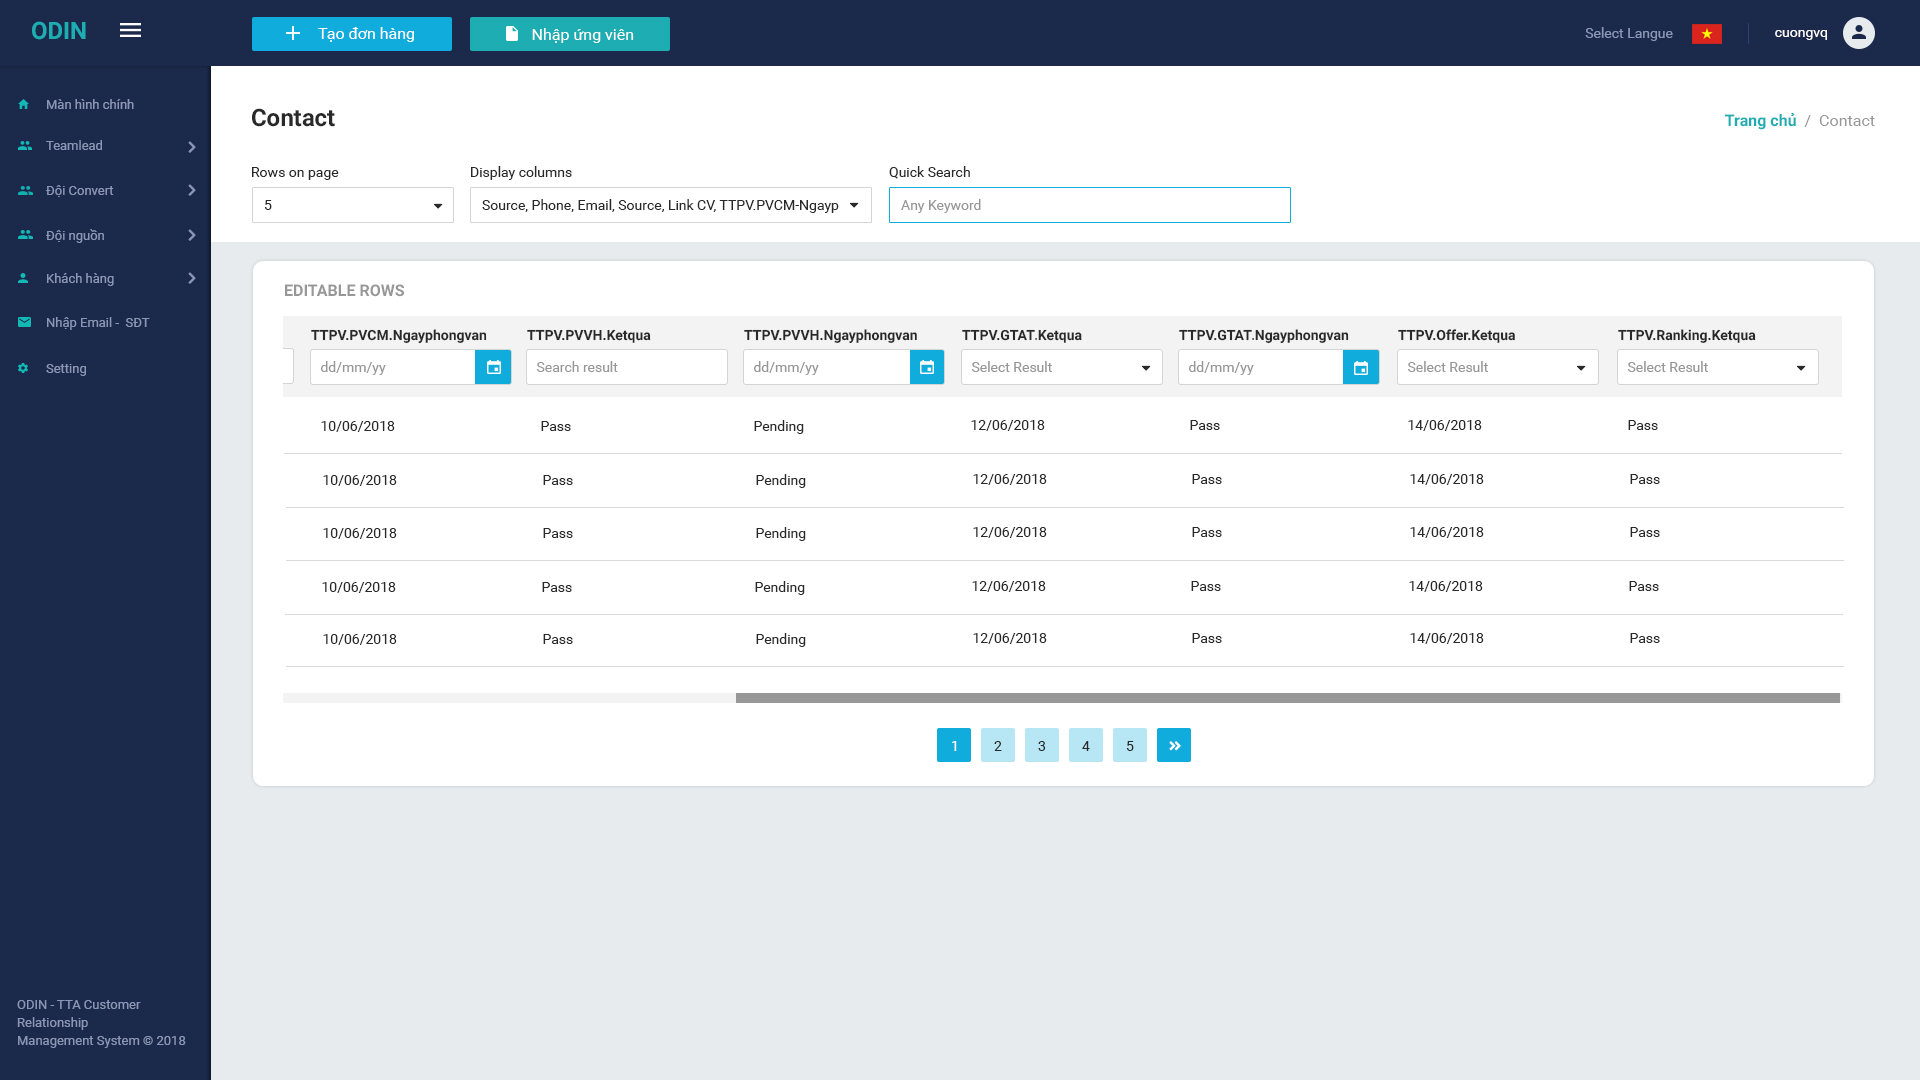 ODIN
Tạo đơn hàng
Nhập ứng viên
Select Langue
cuongvq
Màn hình chính
Teamlead
Đội Convert
Đội nguồn
Khách hàng
Nhập Email - SĐT
Setting
ODIN - TTA Customer
Relationship
Management System © 2018
Contact
Trang chủ / Contact
Rows on page
Display columns
Quick Search
5
Source, Phone, Email, Source, Link CV, TTPV.PVCM-Ngayp
Any Keyword
EDITABLE ROWS
TTPV.PVCM.Ngayphongvan TTPV.PVVH.Ketqua TTPV.PVVH.Ngayphongvan TTPV.GTAT.Ketqua TTPV.GTAT.Ngayphongvan TTPV.Offer.Ketqua TTPV.Ranking.Ketqua
dd/mm/yy Search result dd/mm/yy Select Result dd/mm/yy Select Result Select Result
10/06/2018 Pass Pending 12/06/2018 Pass 14/06/2018 Pass
10/06/2018 Pass Pending 12/06/2018 Pass 14/06/2018 Pass
10/06/2018 Pass Pending 12/06/2018 Pass 14/06/2018 Pass
10/06/2018 Pass Pending 12/06/2018 Pass 14/06/2018 Pass
10/06/2018 Pass Pending 12/06/2018 Pass 14/06/2018 Pass
1 2 3 4 5 »